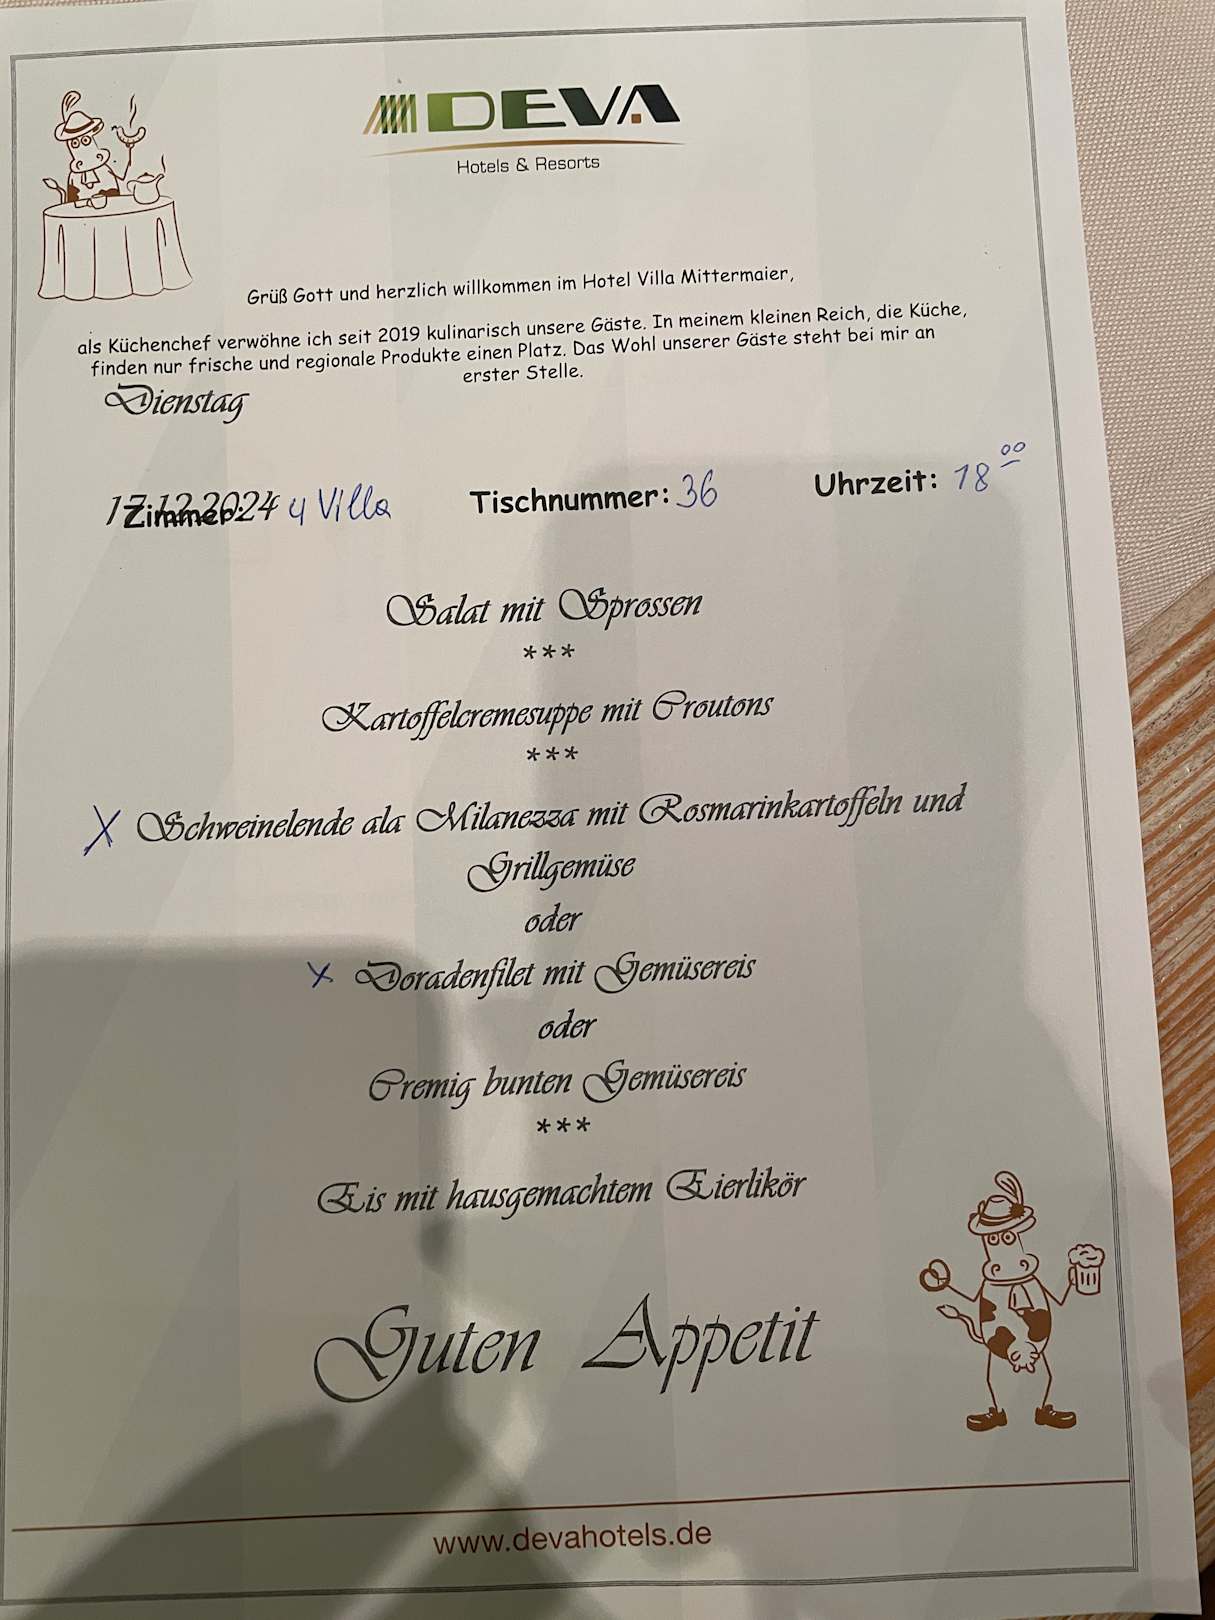 DEVA
Hotels & Resorts
Grüß Gott und herzlich willkommen im Hotel Villa Mittermaier,
als Küchenchef verwöhne ich seit 2019 kulinarisch unsere Gäste. In meinem kleinen Reich, die Küche,
finden nur frische und regionale Produkte einen Platz. Das Wohl unserer Gäste steht bei mir an
erster Stelle.
Dienstag
17.12.2024
Zimmer: 4 Villa Tischnummer: 36 Uhrzeit: 18 00
Salat mit Sprossen
***
Kartoffelcremesuppe mit Croutons
***
X Schweinelende ala Milanezza mit Rosmarinkartoffeln und
Grillgemüse
oder
X Doradenfilet mit Gemüsereis
oder
Cremig bunten Gemüsereis
***
Eis mit hausgemachtem Eierlikör
Guten Appetit
www.devahotels.de